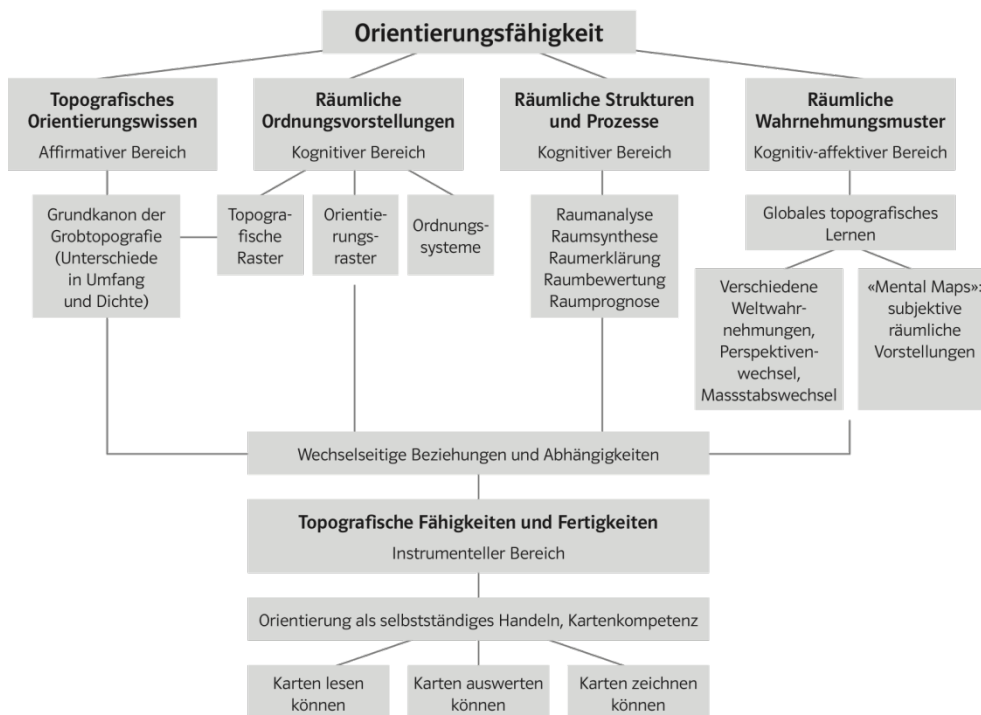 Orientierungsfähigkeit
Topografisches
Orientierungswissen
Affirmativer Bereich
Räumliche
Ordnungsvorstellungen
Kognitiver Bereich
Räumliche Strukturen
und Prozesse
Kognitiver Bereich
Räumliche
Wahrnehmungsmuster
Kognitiv-affektiver Bereich
Grundkanon der
Grobtopografie
(Unterschiede
in Umfang
und Dichte)
Topogra-
fische
Raster
Orientie-
rungs-
raster
Ordnungs-
systeme
Raumanalyse
Raumsynthese
Raumerklärung
Raumbewertung
Raumprognose
Globales topografisches
Lernen
Verschiedene
Weltwahr-
nehmungen,
Perspektiven-
wechsel,
Massstabswechsel
«Mental Maps»:
subjektive
räumliche
Vorstellungen
Wechselseitige Beziehungen und Abhängigkeiten
Topografische Fähigkeiten und Fertigkeiten
Instrumenteller Bereich
Orientierung als selbstständiges Handeln, Kartenkompetenz
Karten lesen
können
Karten auswerten
können
Karten zeichnen
können